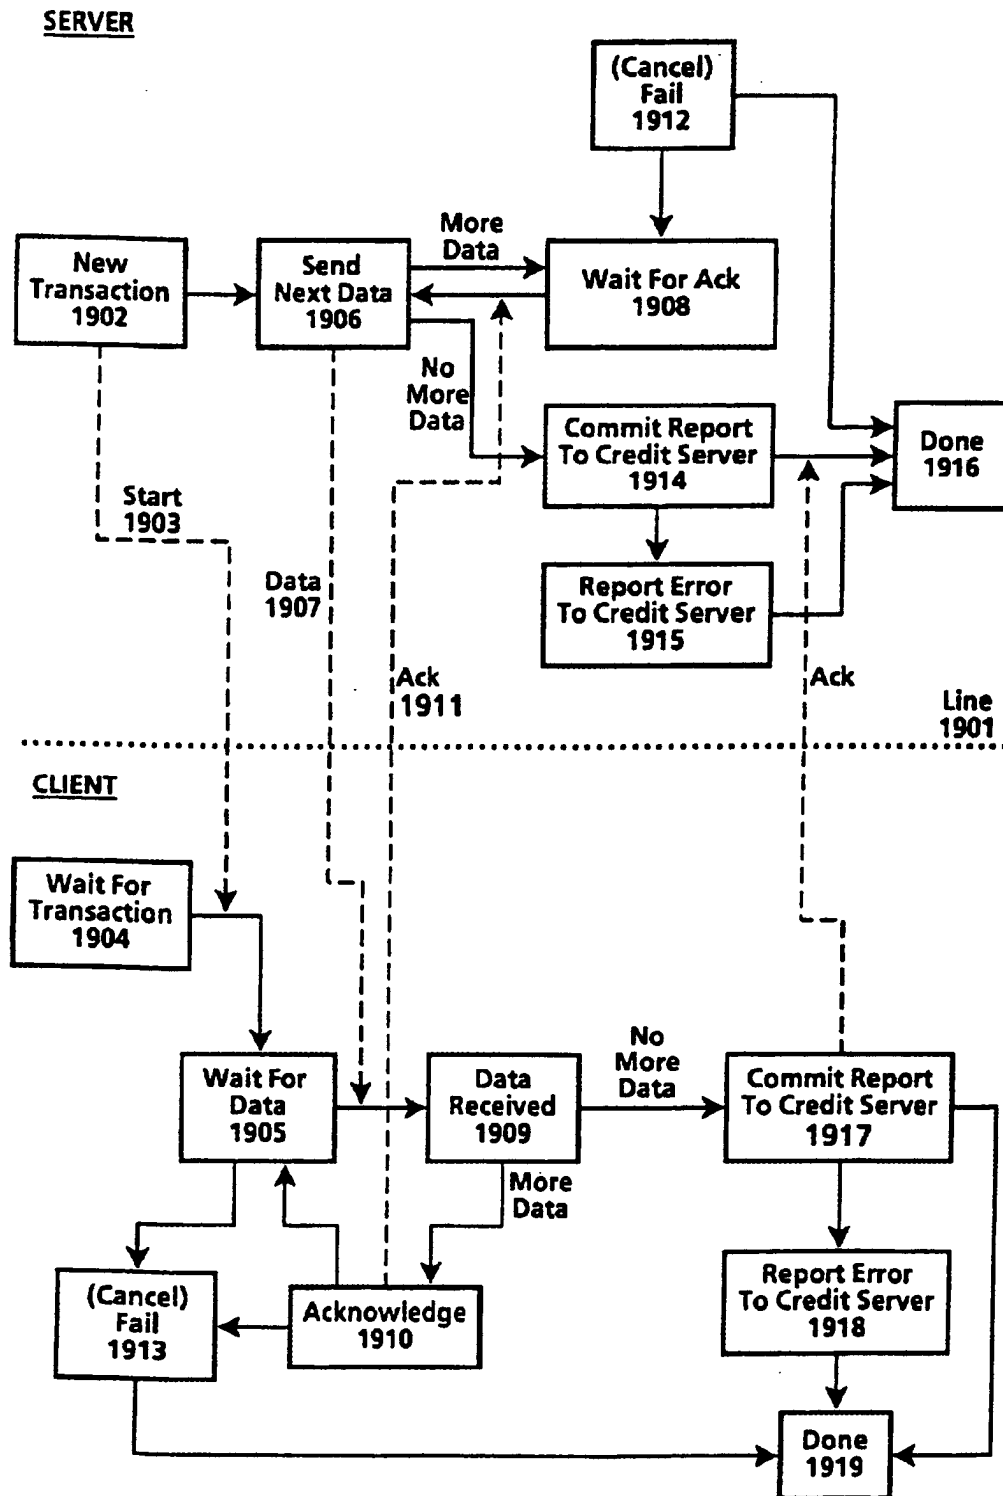 SERVER
(Cancel)
Fail
1912
New
Transaction
1902
Send
Next Data
1906
More
Data
Wait For Ack
1908
No
More
Data
Commit Report
To Credit Server
1914
Done
1916
Start
1903
Data
1907
Report Error
To Credit Server
1915
Ack
1911
Ack
Line
1901
CLIENT
Wait For
Transaction
1904
Wait For
Data
1905
Data
Received
1909
No
More
Data
Commit Report
To Credit Server
1917
More
Data
(Cancel)
Fail
1913
Acknowledge
1910
Report Error
To Credit Server
1918
Done
1919